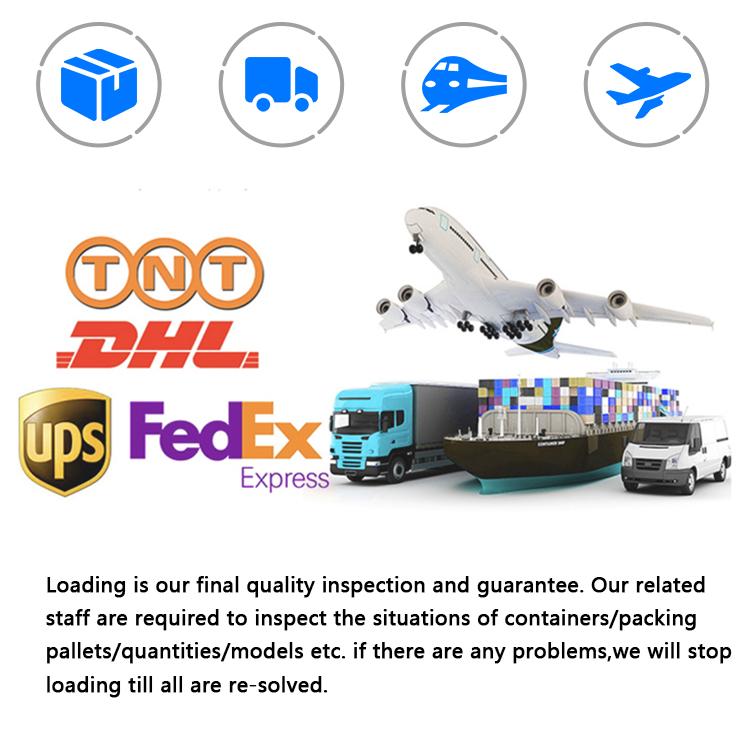 TNT
DHL
ups
FedEx
Express
CONTAINER SHIP
Loading is our final quality inspection and guarantee. Our related
staff are required to inspect the situations of containers/packing
pallets/quantities/models etc. if there are any problems,we will stop
loading till all are re-solved.